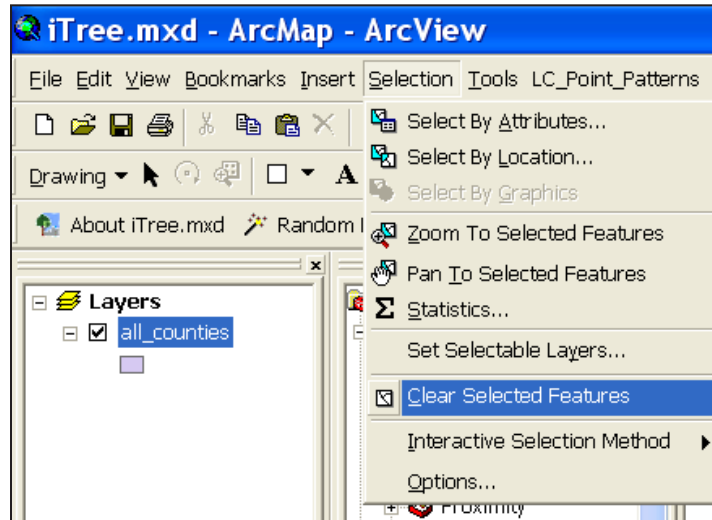 iTree.mxd - ArcMap - ArcView
File Edit View Bookmarks Insert Selection Tools LC_Point_Patterns
Select By Attributes...
Select By Location...
Drawing A
Select By Graphics
About iTree.mxd Random
Zoom To Selected Features
Pan To Selected Features
Layers
Σ Statistics...
all_counties
Set Selectable Layers...
Clear Selected Features
Interactive Selection Method
Options...
Proximity